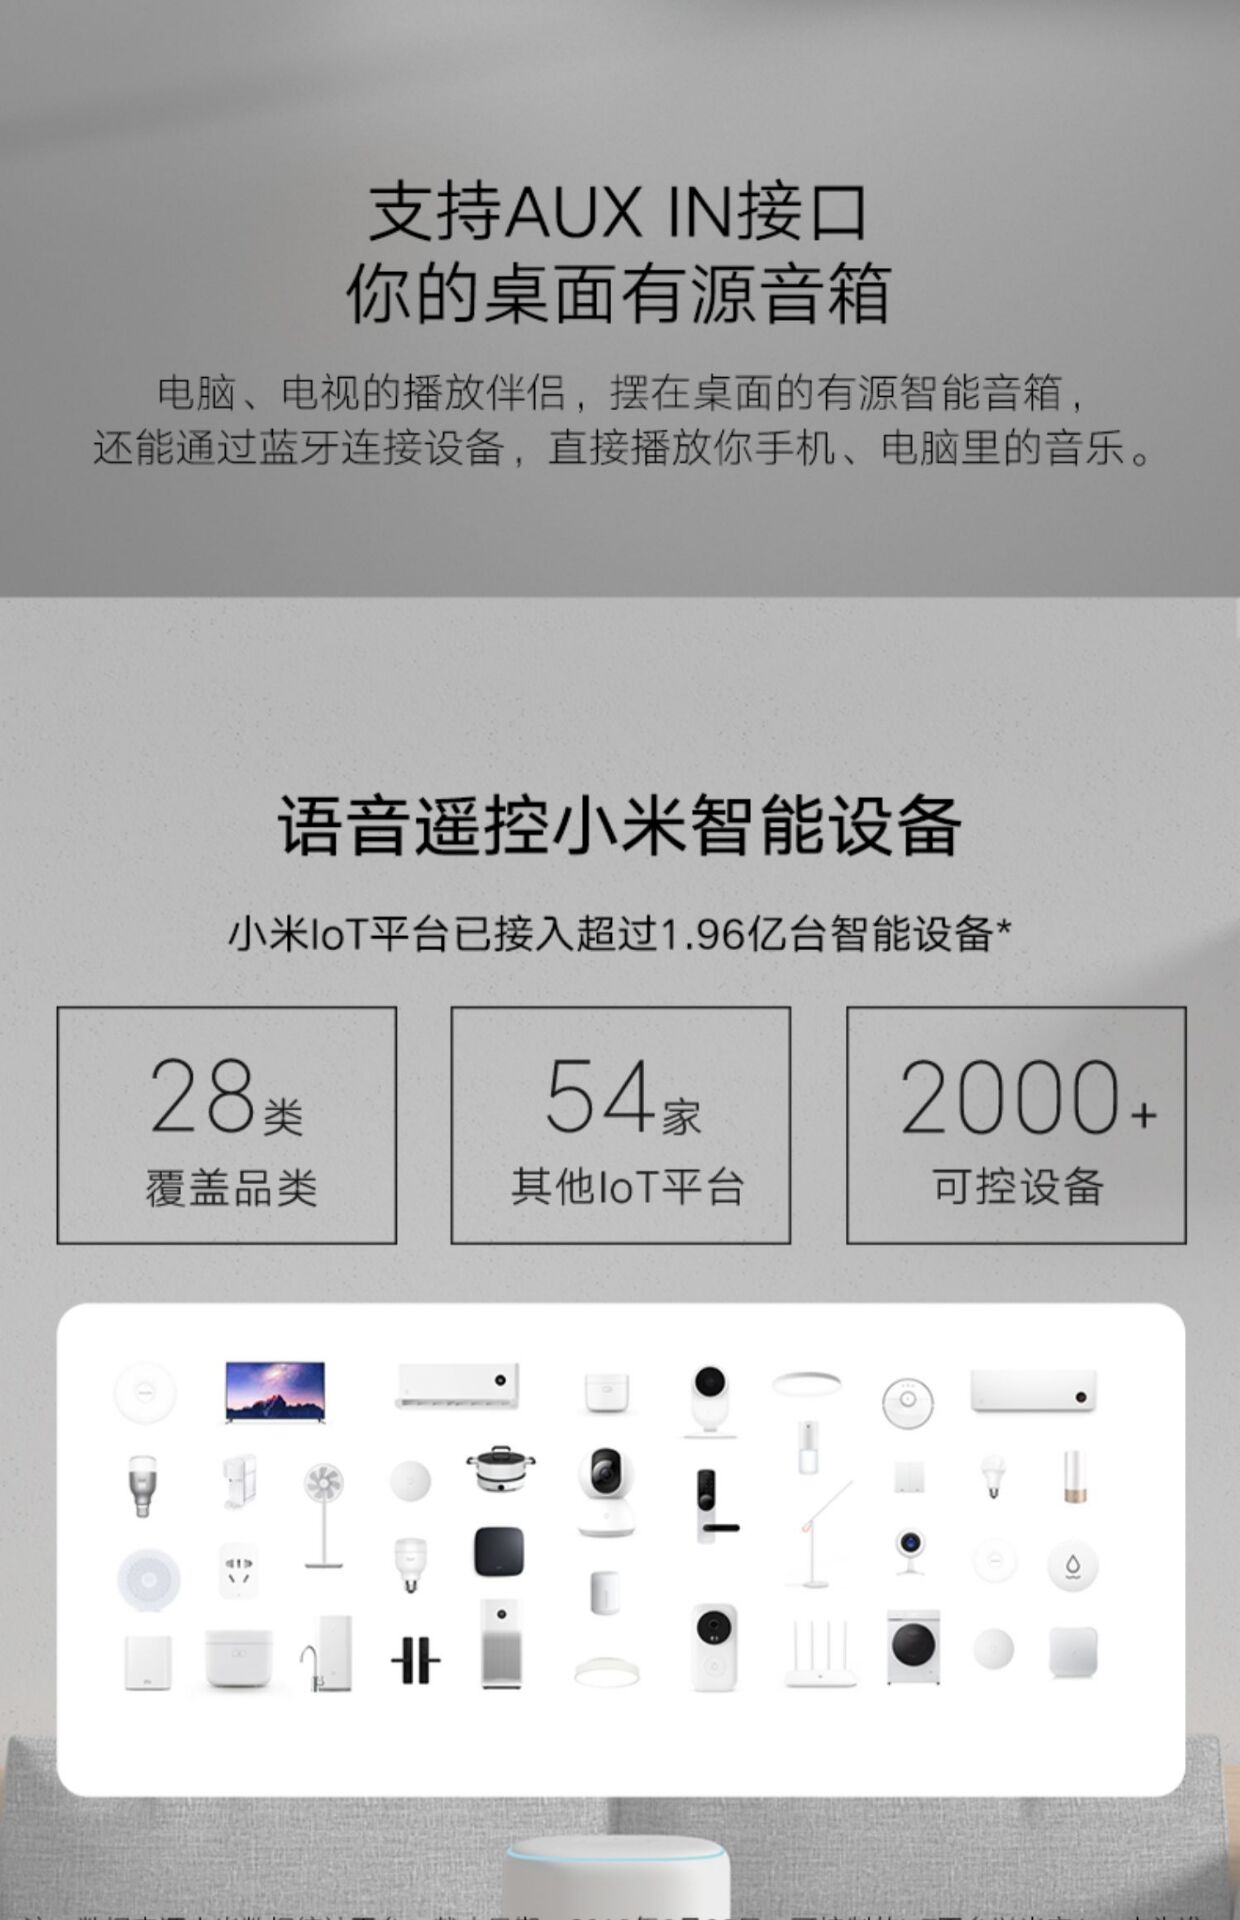 支持AUX IN接口
你的桌面有源音箱
电脑、电视的播放伴侣，摆在桌面的有源智能音箱，
还能通过蓝牙连接设备，直接播放你手机、电脑里的音乐。
语音遥控小米智能设备
小米IoT平台已接入超过1.96亿台智能设备*
28类
覆盖品类
54家
其他IoT平台
2000+
可控设备